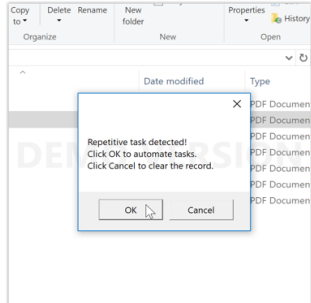 Copy
to
Delete
Rename
New
folder
Properties
History
Organize
New
Open
Date modified
Type
PDF Documen
PDF Documen
PDF Documen
PDF Documen
PDF Documen
PDF Documen
PDF Documen
Repetitive task detected!
Click OK to automate tasks.
Click Cancel to clear the record.
OK
Cancel